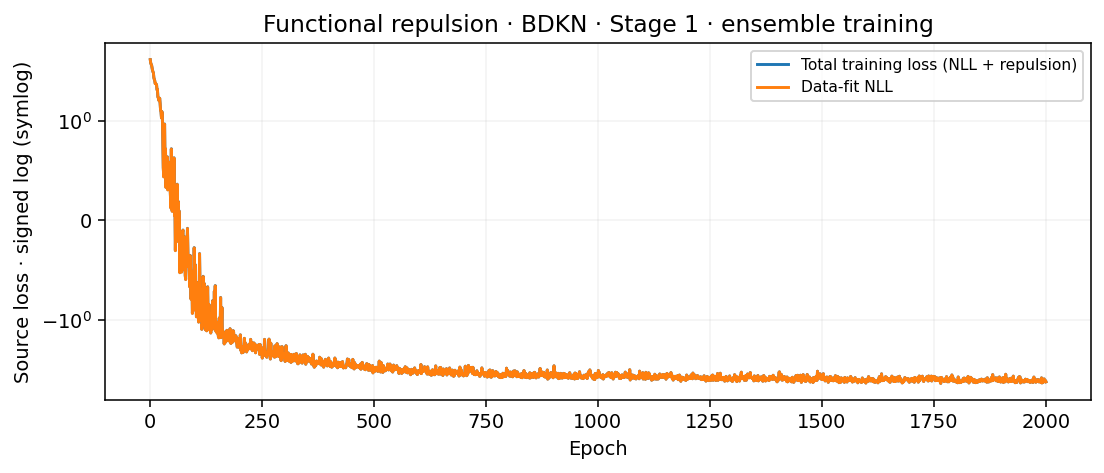 Functional repulsion · BDKN · Stage 1 · ensemble training
Total training loss (NLL + repulsion)
Data-fit NLL
Source loss · signed log (symlog)
10⁰
0
−10⁰
0 250 500 750 1000 1250 1500 1750 2000
Epoch